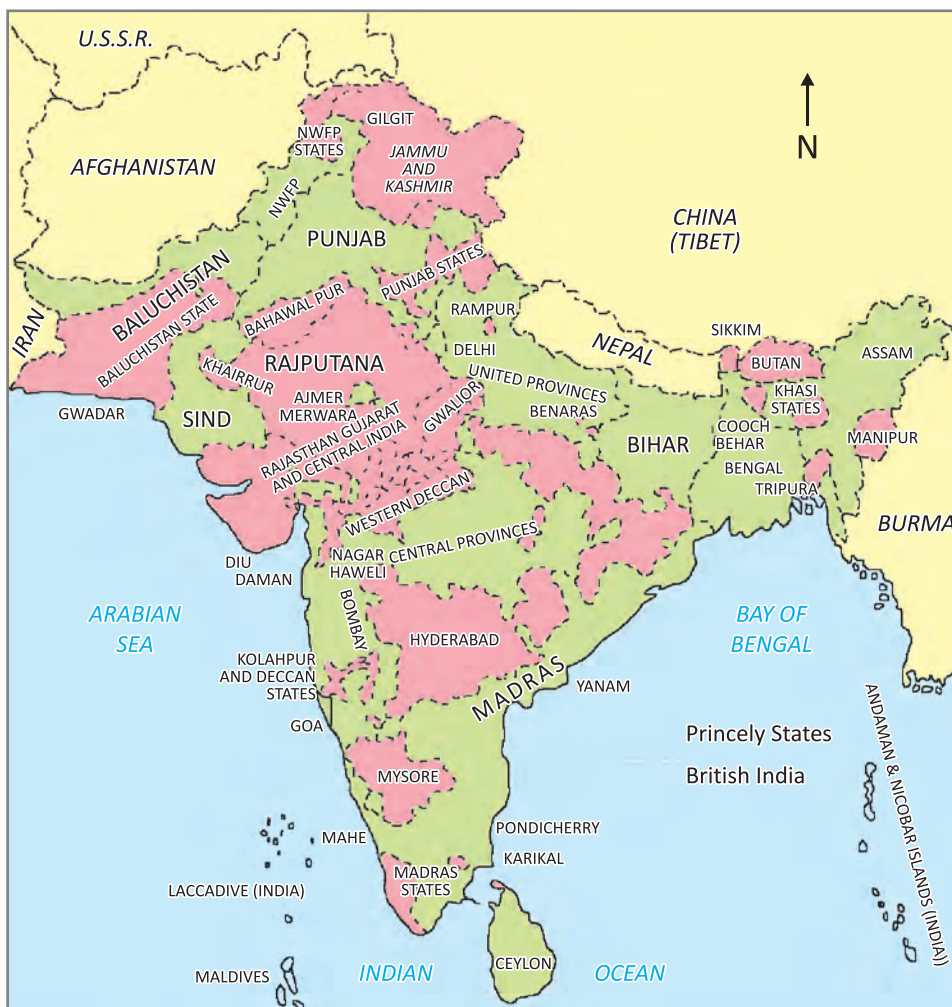 U.S.S.R.
GILGIT
NWFP
STATES
JAMMU
AND
KASHMIR
N
AFGHANISTAN
NWFP
CHINA
(TIBET)
PUNJAB
PUNJAB STATES
BALUCHISTAN
BALUCHISTAN STATE
IRAN
BAHAWAL PUR
RAMPUR
NEPAL
SIKKIM
BUTAN
ASSAM
DELHI
KHAIRRUR
RAJPUTANA
UNITED PROVINCES
BENARAS
KHASI
STATES
GWADAR
AJMER
MERWARA
GWALIOR
SIND
RAJASTHAN GUJARAT
AND CENTRAL INDIA
BIHAR
COOCH
BEHAR
MANIPUR
BENGAL
TRIPURA
WESTERN DECCAN
BURMA
NAGAR
HAWELI
CENTRAL PROVINCES
DIU
DAMAN
BOMBAY
ARABIAN
SEA
BAY OF
BENGAL
HYDERABAD
KOLAHPUR
AND DECCAN
STATES
MADRAS
YANAM
GOA
Princely States
British India
ANDAMAN & NICOBAR ISLANDS (INDIA))
MYSORE
MAHE
PONDICHERRY
KARIKAL
MADRAS
STATES
LACCADIVE (INDIA)
CEYLON
MALDIVES
INDIAN OCEAN